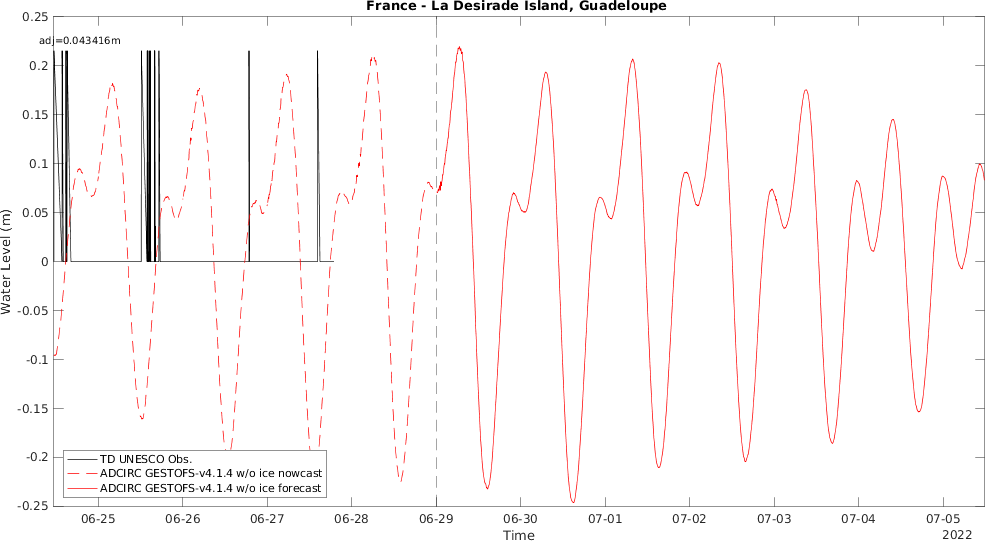 France - La Desirade Island, Guadeloupe
adj=0.043416m
0.25
0.2
0.15
0.1
0.05
0
-0.05
-0.1
-0.15
-0.2
-0.25
Water Level (m)
TD UNESCO Obs.
ADCIRC GESTOFS-v4.1.4 w/o ice nowcast
ADCIRC GESTOFS-v4.1.4 w/o ice forecast
06-25 06-26 06-27 06-28 06-29 06-30 07-01 07-02 07-03 07-04 07-05
Time
2022